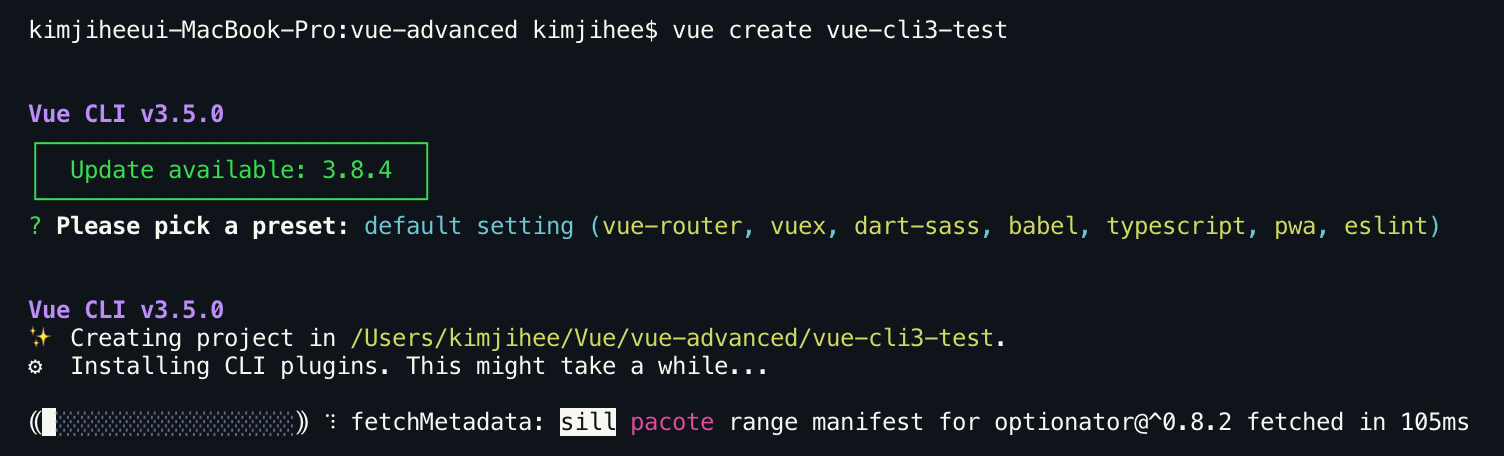 kimjiheeui-MacBook-Pro:vue-advanced kimjihee$ vue create vue-cli3-test
Vue CLI v3.5.0
Update available: 3.8.4
? Please pick a preset: default setting (vue-router, vuex, dart-sass, babel, typescript, pwa, eslint)
Vue CLI v3.5.0
✨ Creating project in /Users/kimjihee/Vue/vue-advanced/vue-cli3-test.
⚙ Installing CLI plugins. This might take a while...
⸨█░░░░░░░░░░░░░░░░░⸩ ⠹ fetchMetadata: sill pacote range manifest for optionator@^0.8.2 fetched in 105ms